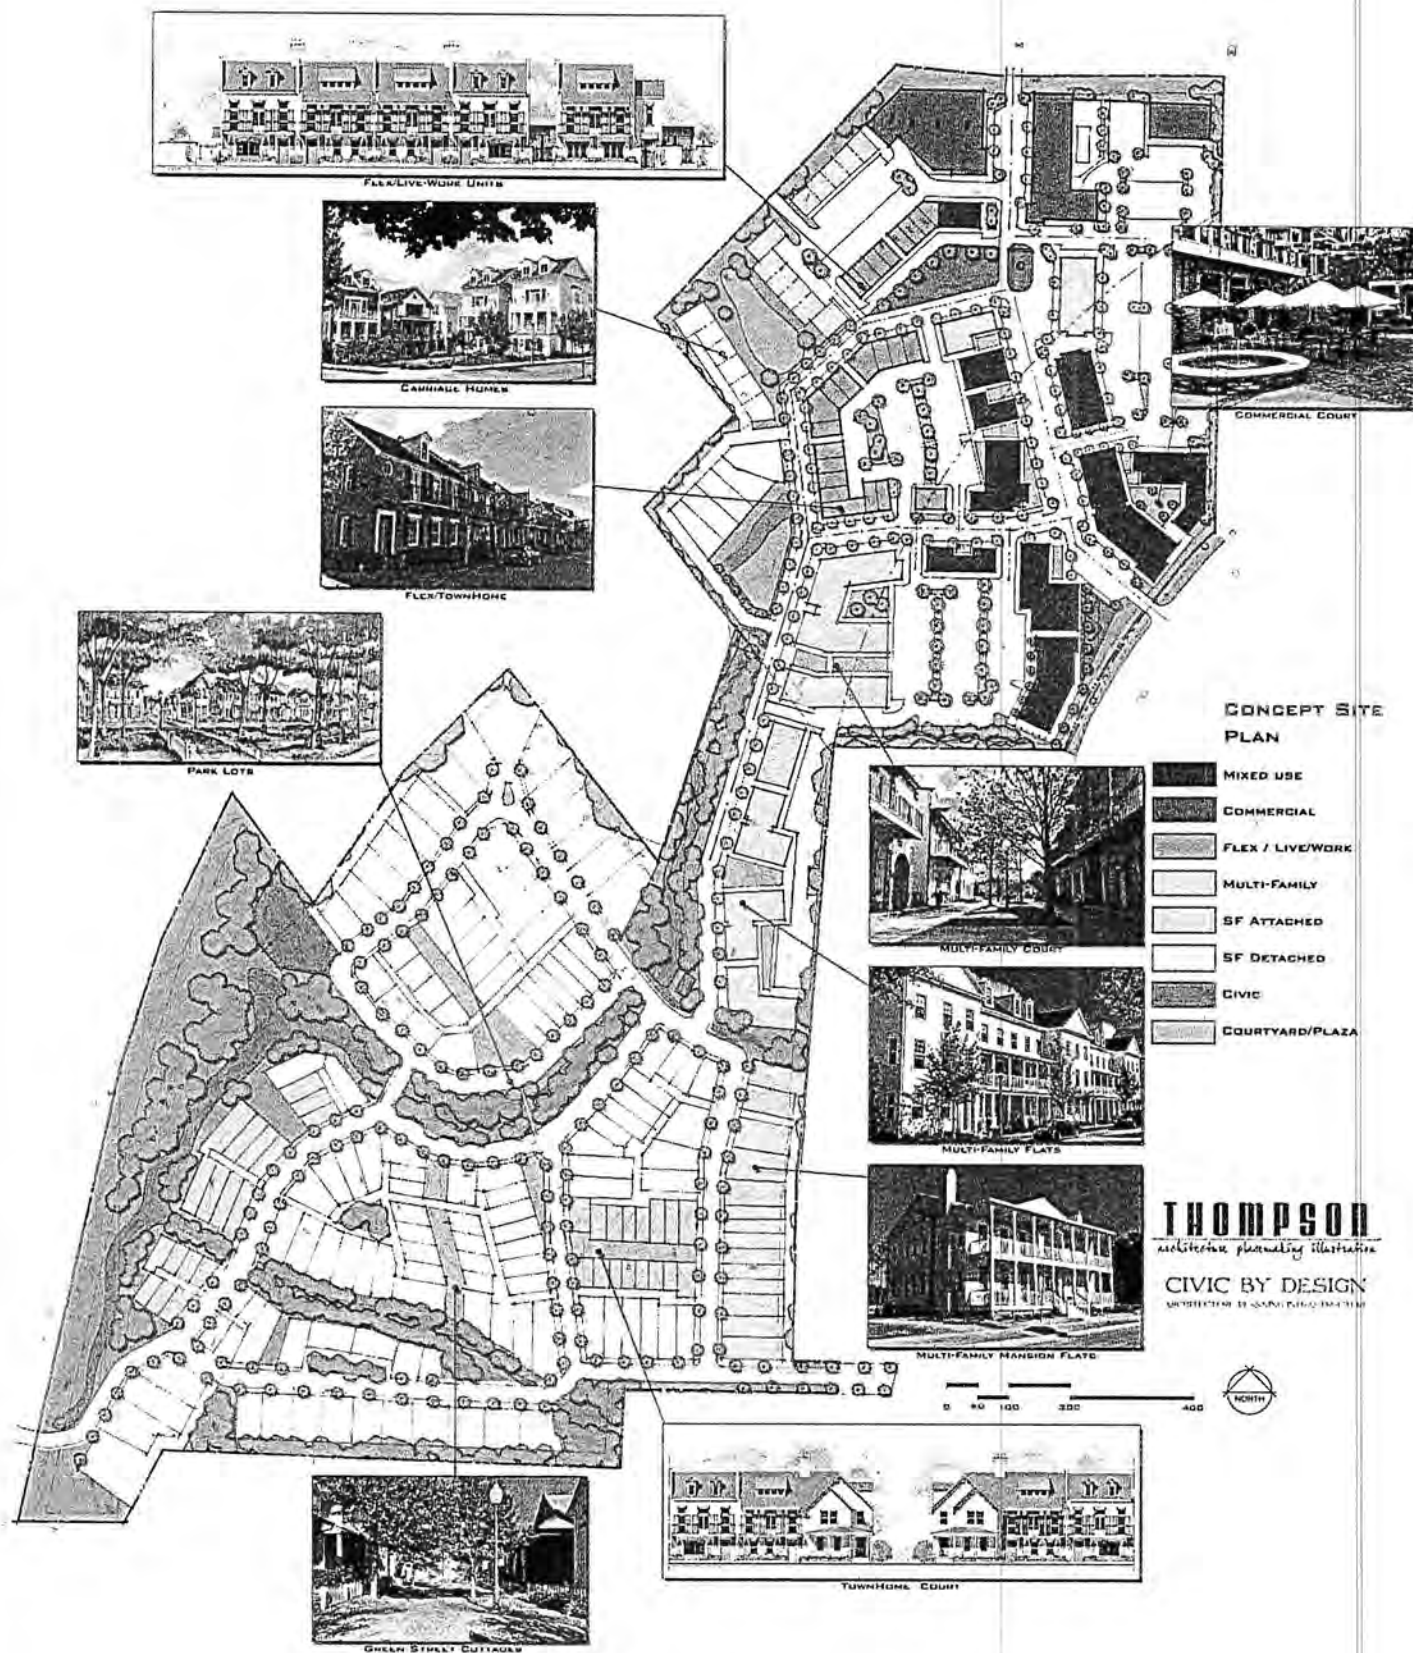 Flex/Live-Work Units
Carriage Homes
Commercial Court
Flex/TownHome
Park Lots
Concept Site
Plan
Mixed Use
Commercial
Flex / Live/Work
Multi-Family
SF Attached
SF Detached
Civic
Courtyard/Plaza
Multi-Family Court
Multi-Family Flats
Multi-Family Mansion Flats
THOMPSON
architecture placemaking illustration
CIVIC BY DESIGN
0 50 100 200 400
NORTH
TownHome Court
Green Street Cottages